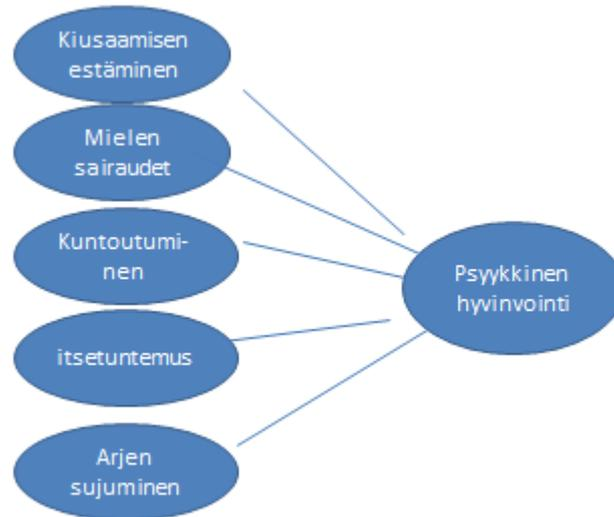 Kiusaamisen
estäminen
Mielen
sairaudet
Kuntoutumi-
nen
itsetuntemus
Arjen
sujuminen
Psyykkinen
hyvinvointi